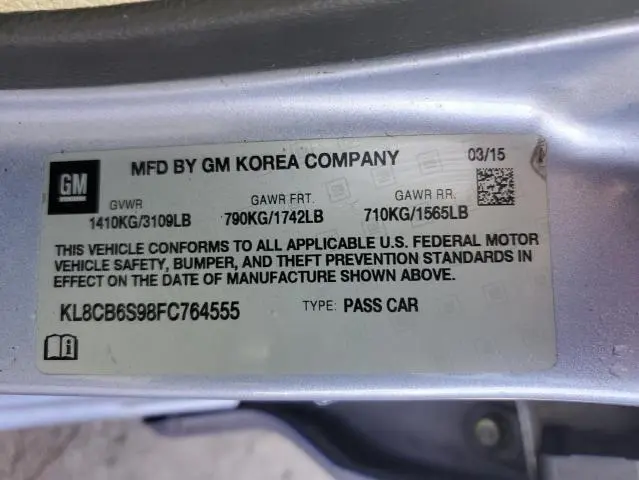 GM
MFD BY GM KOREA COMPANY 03/15
GVWR GAWR FRT. GAWR RR.
1410KG/3109LB 790KG/1742LB 710KG/1565LB
THIS VEHICLE CONFORMS TO ALL APPLICABLE U.S. FEDERAL MOTOR
VEHICLE SAFETY, BUMPER, AND THEFT PREVENTION STANDARDS IN
EFFECT ON THE DATE OF MANUFACTURE SHOWN ABOVE.
KL8CB6S98FC764555 TYPE: PASS CAR